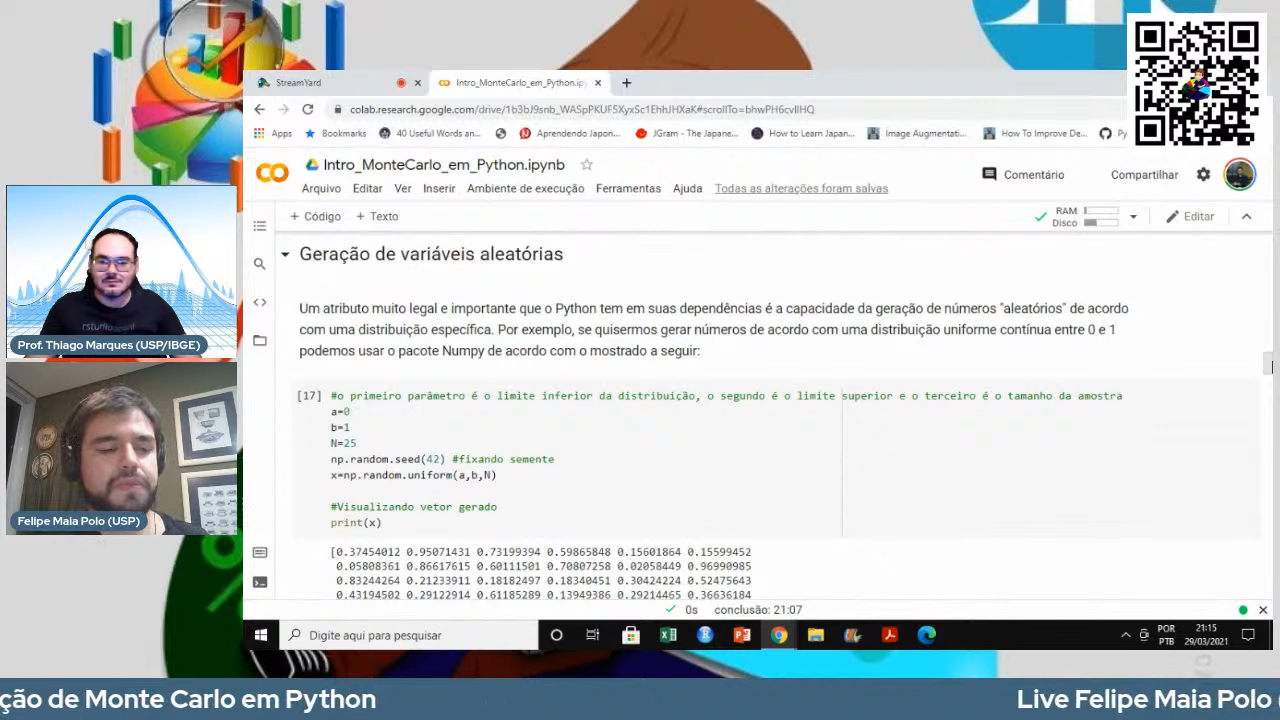 StreamYard
Intro_MonteCarlo_em_Python.ip
Apps
Bookmarks
40 Useful Words an...
Aprendendo Japon...
JGram - The Japane...
How to Learn Japan...
Image Augmentati...
How To Improve De...
Py
Intro_MonteCarlo_em_Python.ipynb
Arquivo Editar Ver Inserir Ambiente de execução Ferramentas Ajuda Todas as alterações foram salvas
Comentário
Compartilhar
+ Código + Texto
RAM
Disco
Editar
Geração de variáveis aleatórias
Um atributo muito legal e importante que o Python tem em suas dependências é a capacidade da geração de números "aleatórios" de acordo
com uma distribuição específica. Por exemplo, se quisermos gerar números de acordo com uma distribuição uniforme contínua entre 0 e 1
podemos usar o pacote Numpy de acordo com o mostrado a seguir:
[17] #o primeiro parâmetro é o limite inferior da distribuição, o segundo é o limite superior e o terceiro é o tamanho da amostra
a=0
b=1
N=25
np.random.seed(42) #fixando semente
x=np.random.uniform(a,b,N)
#Visualizando vetor gerado
print(x)
[0.37454012 0.95071431 0.73199394 0.59865848 0.15601864 0.15599452
0.05808361 0.86617615 0.60111501 0.70807258 0.02058449 0.96990985
0.83244264 0.21233911 0.18182497 0.18340451 0.30424224 0.52475643
0.43194502 0.29122914 0.61185289 0.13949386 0.29214465 0.36636184
0s conclusão: 21:07
Digite aqui para pesquisar
POR
PTB
21:15
29/03/2021
Prof. Thiago Marques (USP/IBGE)
Felipe Maia Polo (USP)
ção de Monte Carlo em Python
Live Felipe Maia Polo